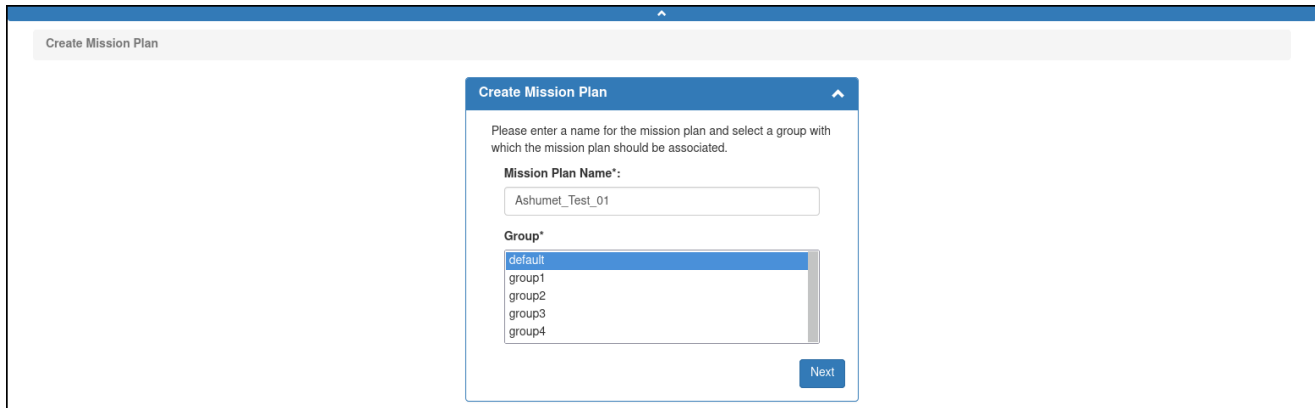 Create Mission Plan
Create Mission Plan
Please enter a name for the mission plan and select a group with
which the mission plan should be associated.
Mission Plan Name*:
Ashumet_Test_01
Group*
default
group1
group2
group3
group4
Next